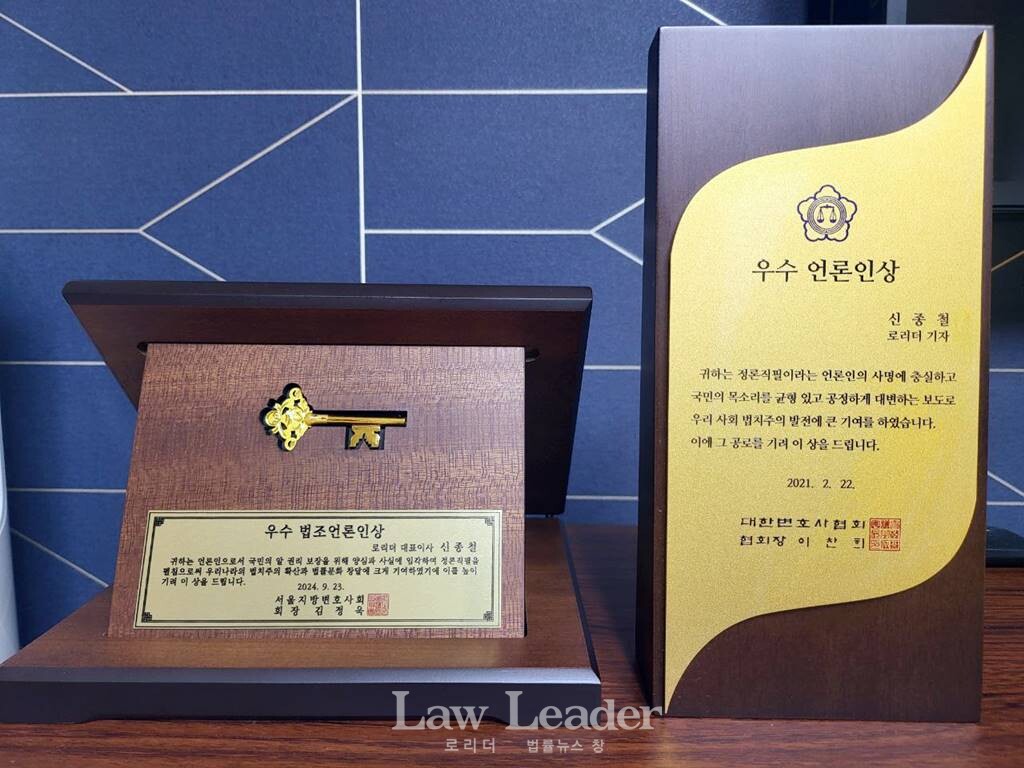 우수 법조언론인상
로리더 대표이사 신종철
귀하는 언론인으로서 국민의 알 권리 보장을 위해 양심과 사실에 입각하여 정론직필을
펼침으로써 우리나라의 법치주의 확산과 법률문화 창달에 크게 기여하였기에 이를 높이
기려 이 상을 드립니다.
2024. 9. 23.
서울지방변호사회
회장 김정욱
우수 언론인상
신 종 철
로리더 기자
귀하는 정론직필이라는 언론인의 사명에 충실하고
국민의 목소리를 균형 있고 공정하게 대변하는 보도로
우리 사회 법치주의 발전에 큰 기여를 하였습니다.
이에 그 공로를 기려 이 상을 드립니다.
2021. 2. 22.
대한변호사협회
협회장 이찬희
Law Leader
로리더 법률뉴스 창